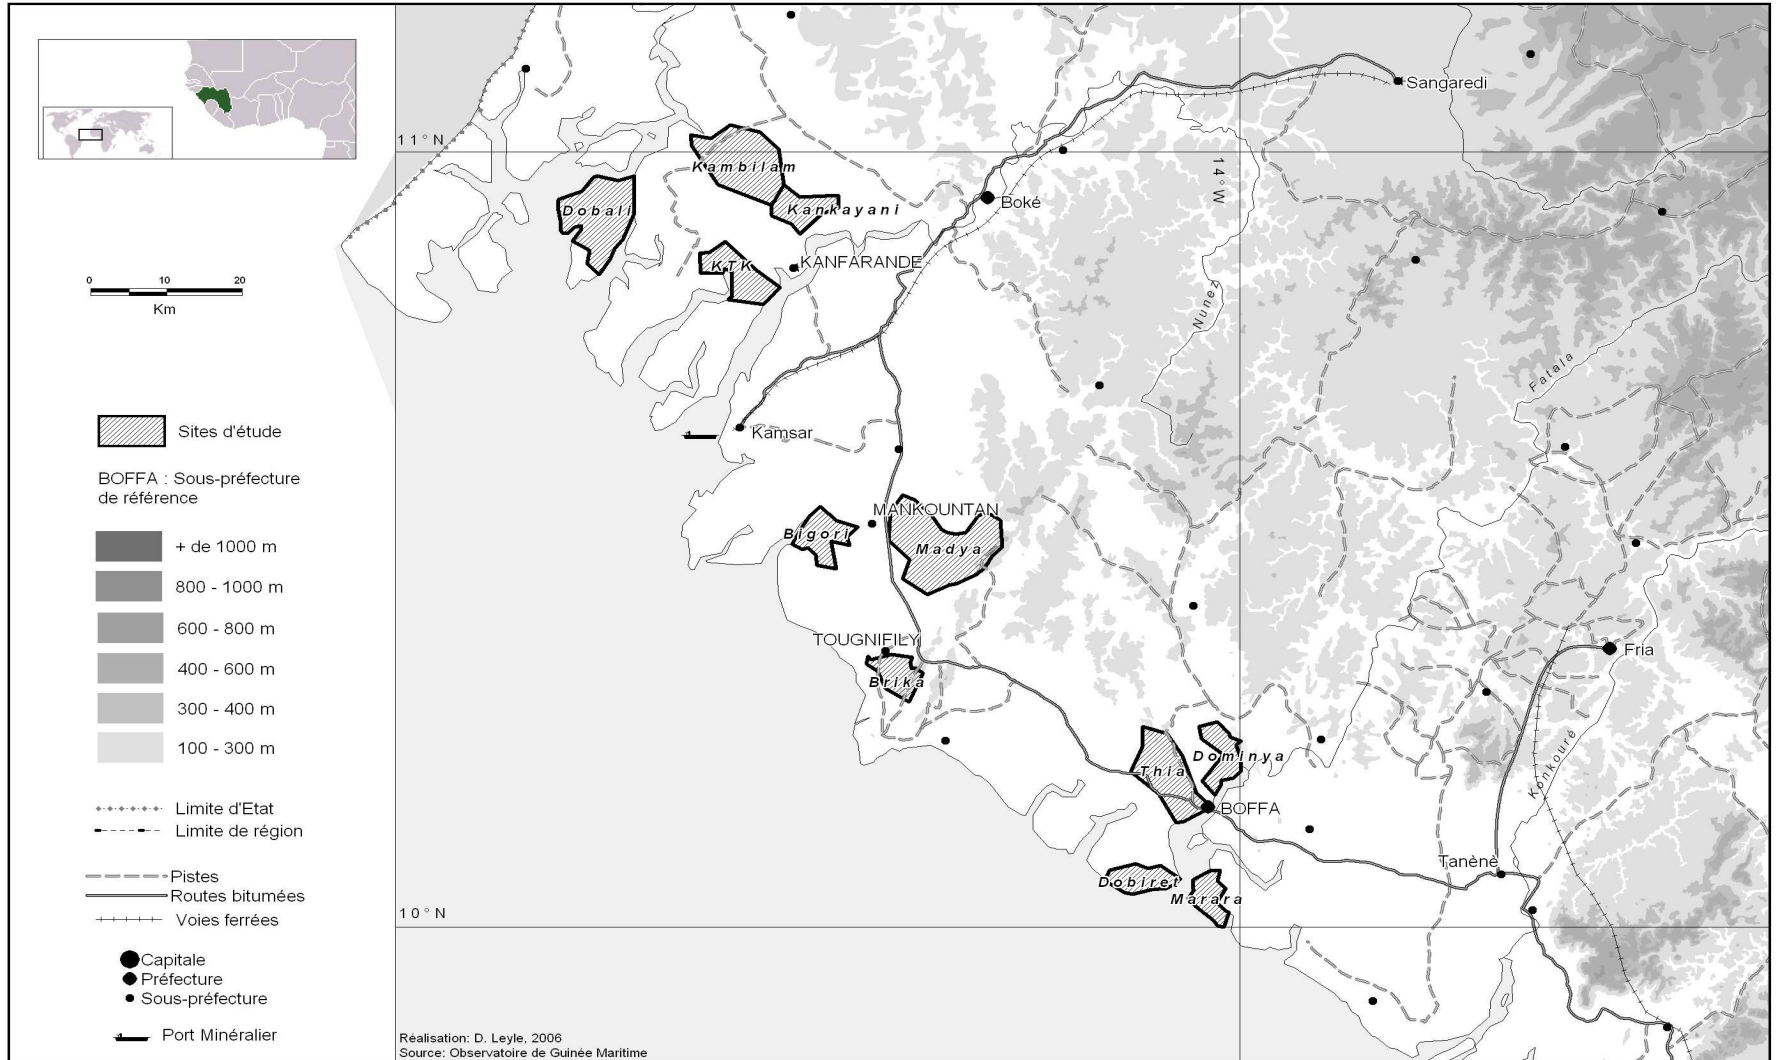 0 10 20
Km
Sites d'étude
BOFFA : Sous-préfecture
de référence
+ de 1000 m
800 - 1000 m
600 - 800 m
400 - 600 m
300 - 400 m
100 - 300 m
Limite d'Etat
Limite de région
Pistes
Routes bitumées
Voies ferrées
Capitale
Préfecture
Sous-préfecture
Port Minéralier
11° N
14° W
Sangaredi
Kambilam
Dobali
Kankayani
Boké
KTK
KANFARANDE
Nunez
Fatala
Kamsar
MANKOUNTAN
Bigori
Madya
TOUGNIFILY
Brika
Fria
Konkouré
Dominya
Thia
BOFFA
Tanènè
Dobiret
Marara
10° N
Réalisation: D. Leyle, 2006
Source: Observatoire de Guinée Maritime